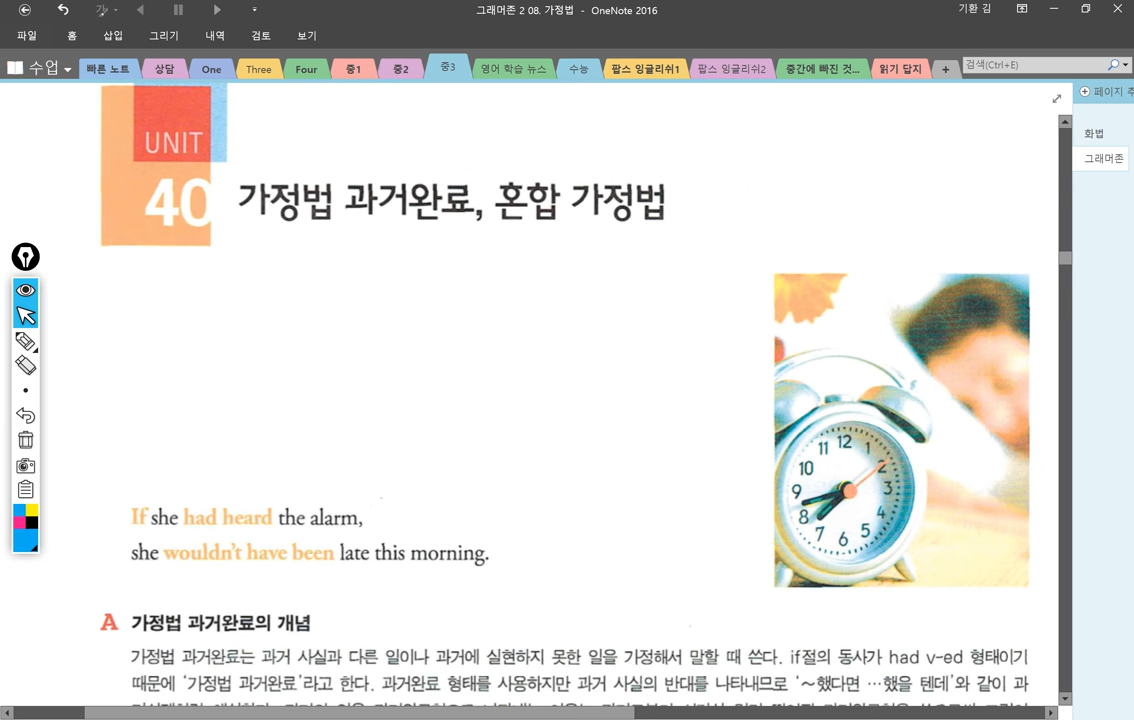 그래머존 2 08. 가정법 - OneNote 2016
기환 김
파일 홈 삽입 그리기 내역 검토 보기
수업 빠른 노트 상담 One Three Four 중1 중2 중3 영어 학습 뉴스 수능 팝스 잉글리쉬1 팝스 잉글리쉬2 중간에 빠진 것... 읽기 답지 + 검색(Ctrl+E)
페이지 추
화법
그래머존
UNIT
40 가정법 과거완료, 혼합 가정법
12
11 1
10 2
9 3
8 4
7 5
6
If she had heard the alarm,
she wouldn't have been late this morning.
A 가정법 과거완료의 개념
가정법 과거완료는 과거 사실과 다른 일이나 과거에 실현하지 못한 일을 가정해서 말할 때 쓴다. if절의 동사가 had v-ed 형태이기
때문에 '가정법 과거완료'라고 한다. 과거완료 형태를 사용하지만 과거 사실의 반대를 나타내므로 '~했다면 …했을 텐데'와 같이 과